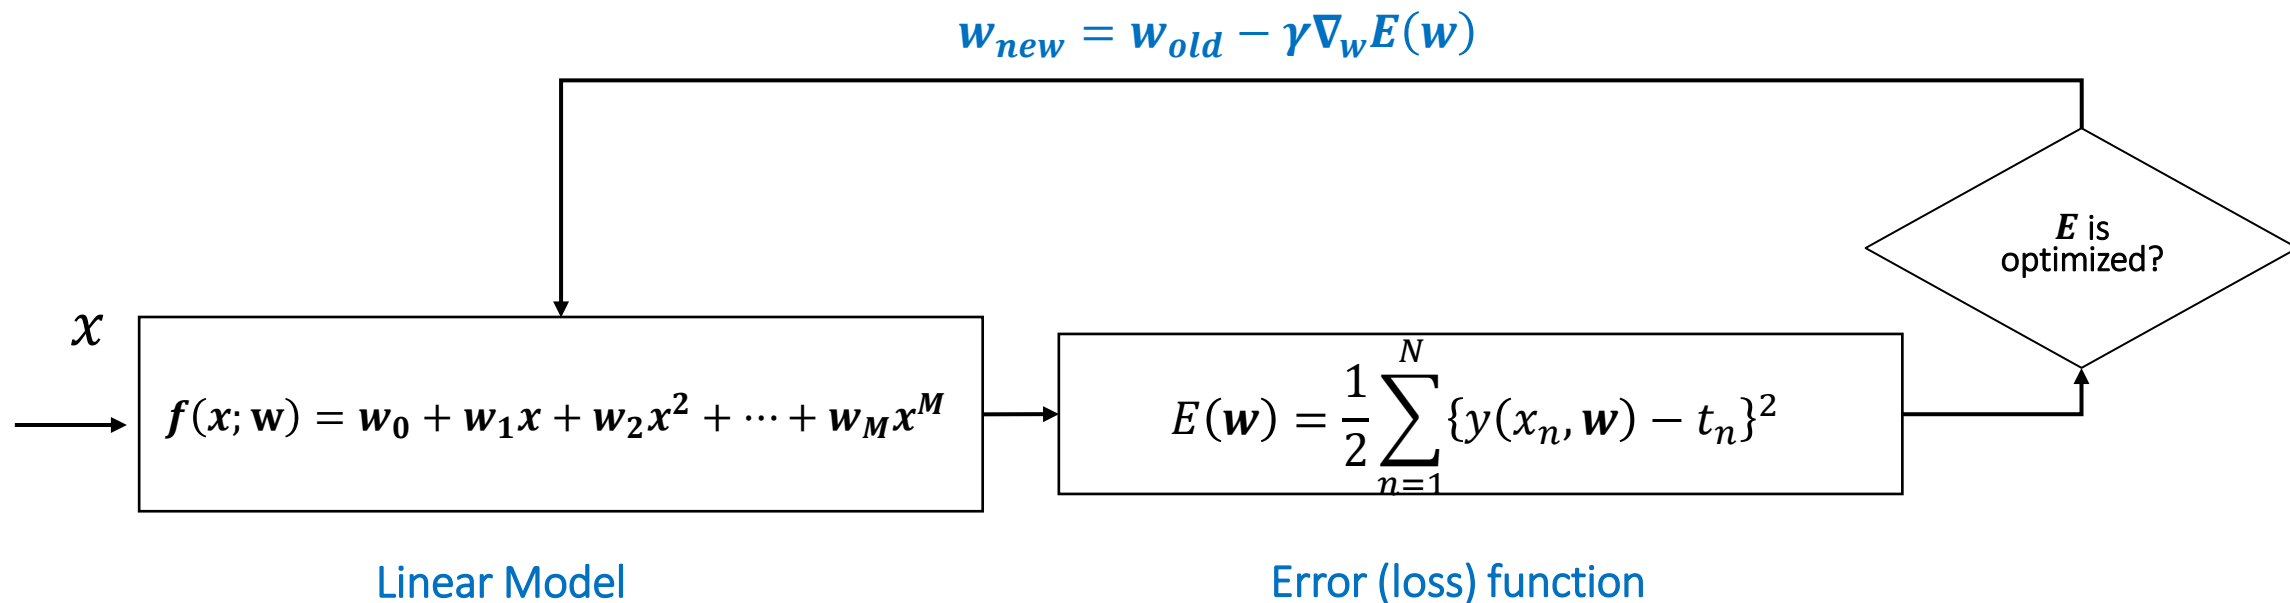 w_new = w_old − γ∇_w E(w)
x
f(x; w) = w_0 + w_1x + w_2x^2 + ⋯ + w_Mx^M
E(w) = 1/2 ∑_{n=1}^{N} {y(x_n, w) − t_n}^2
E is
optimized?
Linear Model
Error (loss) function